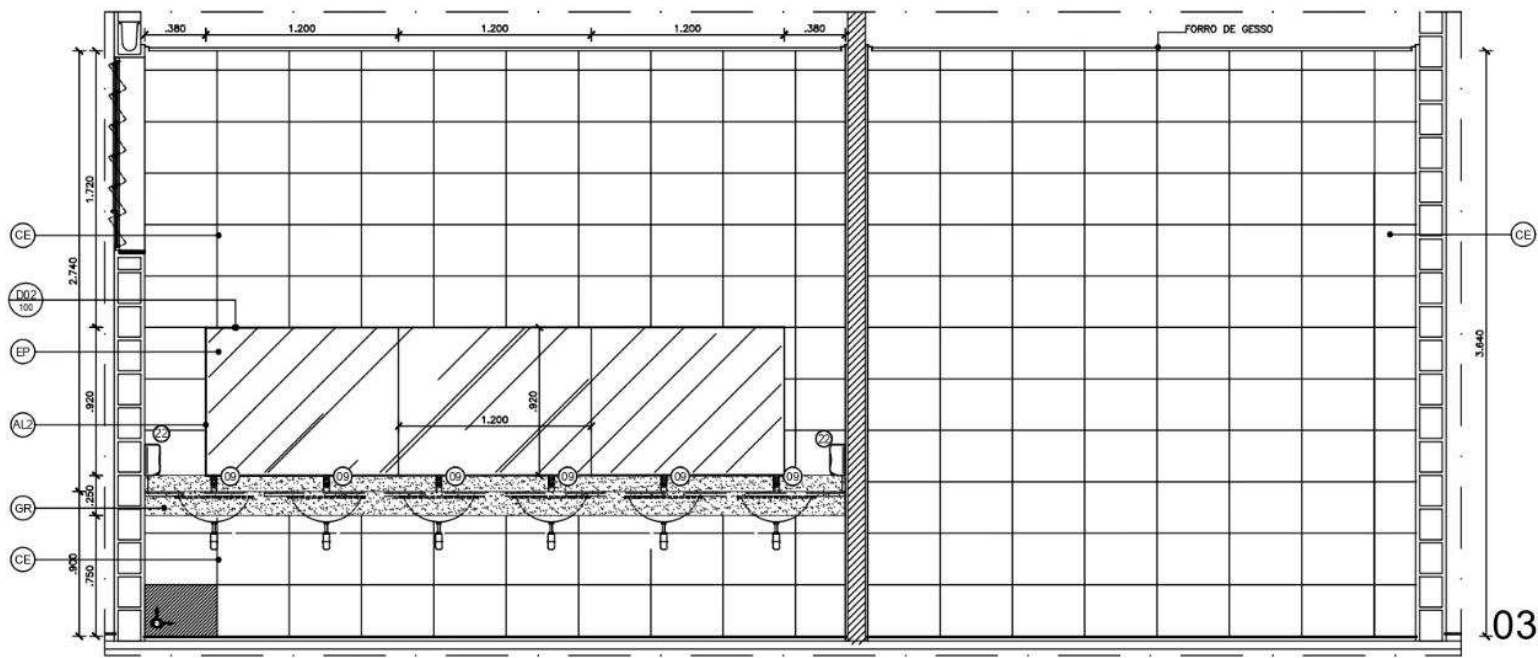 .380 1.200 1.200 1.200 .380
FORRO DE GESSO
1.720
CE
CE
2.740
D02
100
3.640
EP
.920
.920
1.200
AL2
22
22
09 09 09 09 09 09
.250
GR
CE
.900
.750
03